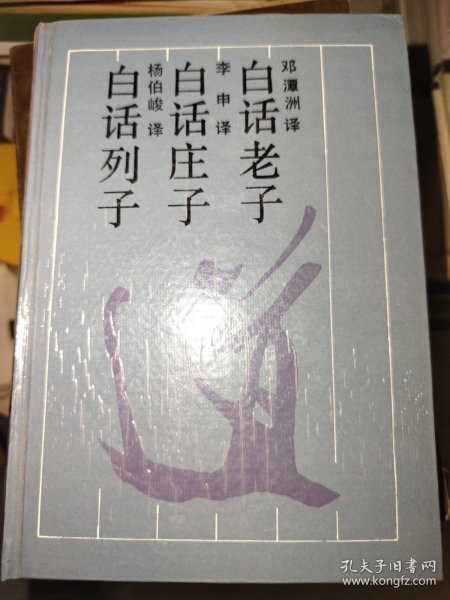 白话老子
邓潭洲译
白话庄子
李申译
白话列子
杨伯峻译
道
孔夫子旧书网
www.kongfz.com